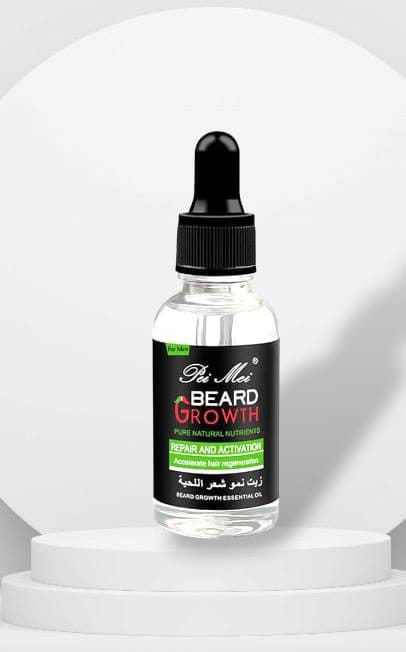 For Men
Pei Mei ®
BEARD
GROWTH
PURE NATURAL NUTRIENTS
REPAIR AND ACTIVATION
Accelerate hair regeneration
زيت نمو شعر اللحية
BEARD GROWTH ESSENTIAL OIL